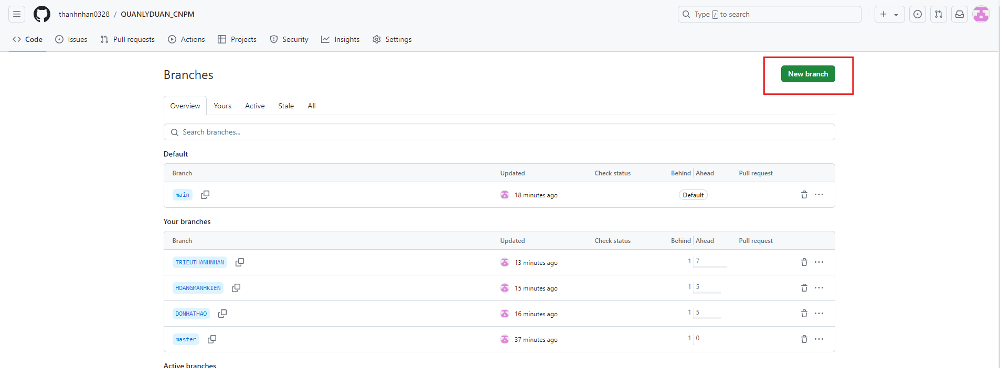 thanhnhan0328 / QUANLYDUAN_CNPM
Type / to search
Code Issues Pull requests Actions Projects Security Insights Settings
Branches
New branch
Overview Yours Active Stale All
Search branches...
Default
Branch Updated Check status Behind Ahead Pull request
main 18 minutes ago Default
Your branches
Branch Updated Check status Behind Ahead Pull request
TRIEUTHANHNHAN 13 minutes ago 1 7
HOANGMANHKIEN 15 minutes ago 1 5
DONHATHAO 16 minutes ago 1 5
master 37 minutes ago 1 0
Active branches